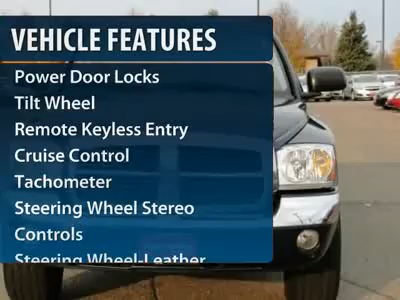 VEHICLE FEATURES
Power Door Locks
Tilt Wheel
Remote Keyless Entry
Cruise Control
Tachometer
Steering Wheel Stereo
Controls
Steering Wheel-Leather